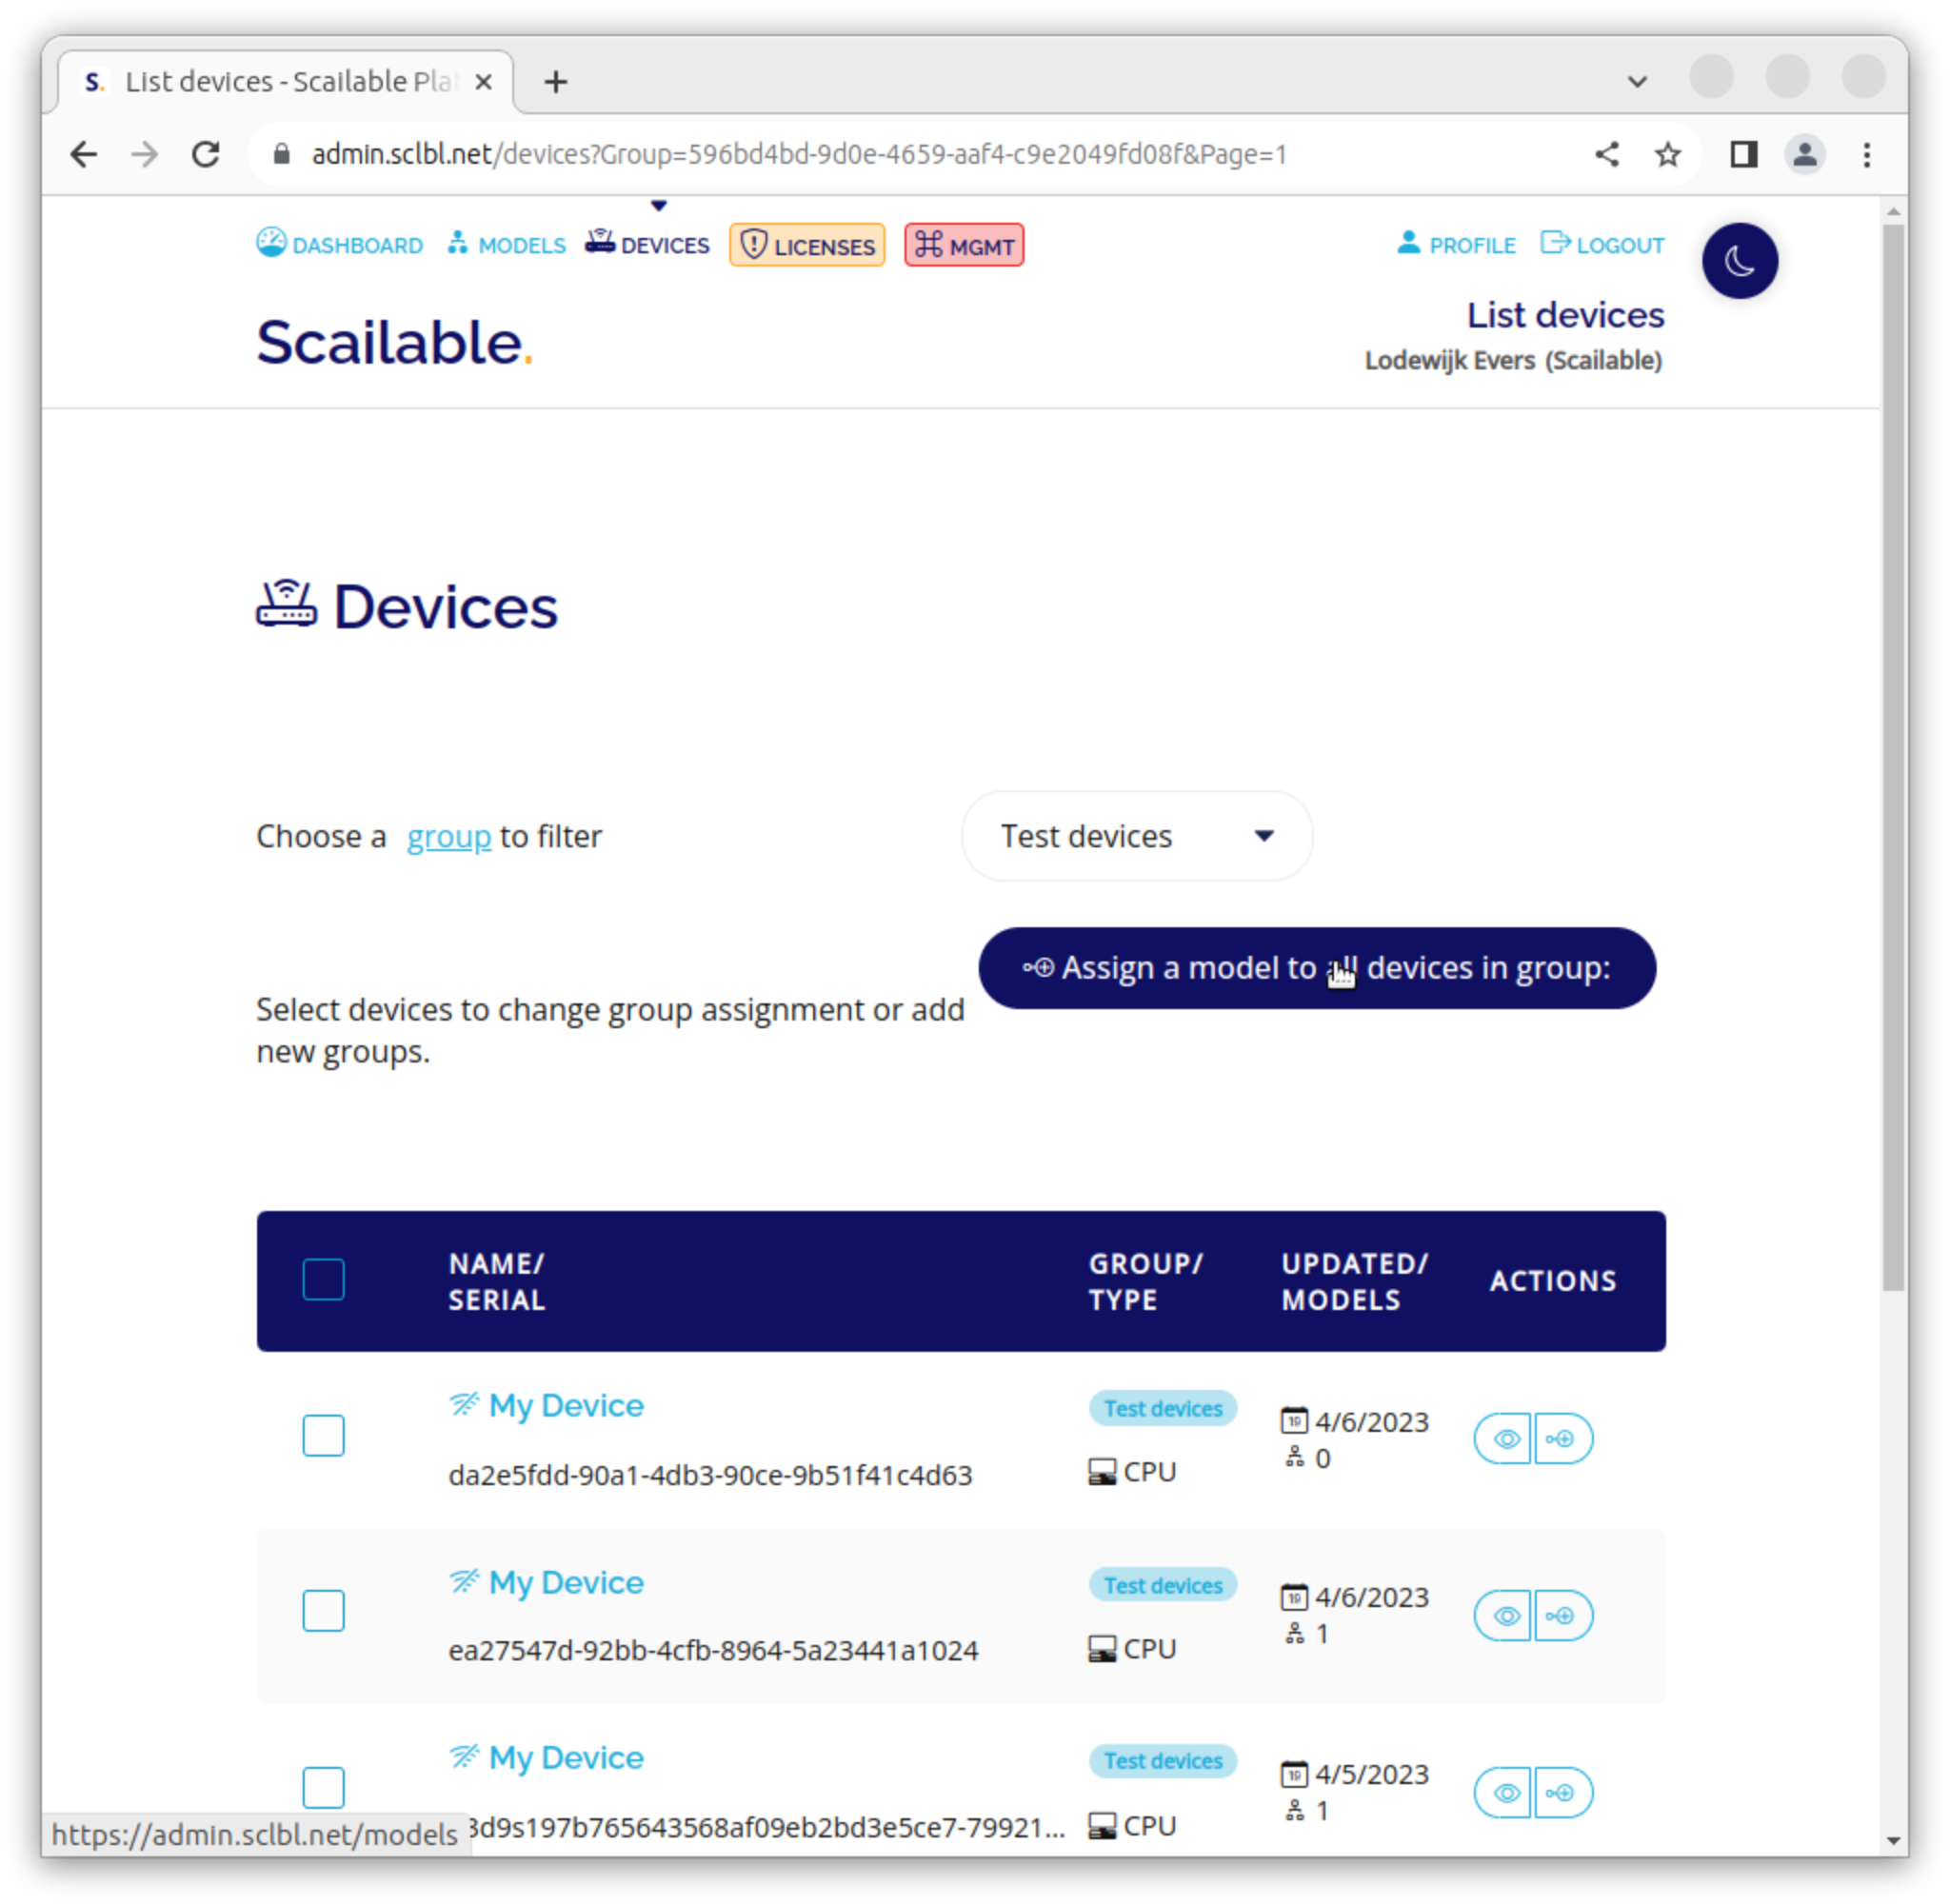 S. List devices - Scailable Pla
admin.sclbl.net/devices?Group=596bd4bd-9d0e-4659-aaf4-c9e2049fd08f&Page=1
DASHBOARD MODELS DEVICES LICENSES MGMT PROFILE LOGOUT
Scailable.
List devices
Lodewijk Evers (Scailable)
Devices
Choose a group to filter
Test devices
Assign a model to all devices in group:
Select devices to change group assignment or add
new groups.
NAME/
SERIAL
GROUP/
TYPE
UPDATED/
MODELS
ACTIONS
My Device
da2e5fdd-90a1-4db3-90ce-9b51f41c4d63
Test devices
CPU
19 4/6/2023
0
My Device
ea27547d-92bb-4cfb-8964-5a23441a1024
Test devices
CPU
19 4/6/2023
1
My Device
3d9s197b765643568af09eb2bd3e5ce7-79921...
Test devices
CPU
19 4/5/2023
1
https://admin.sclbl.net/models